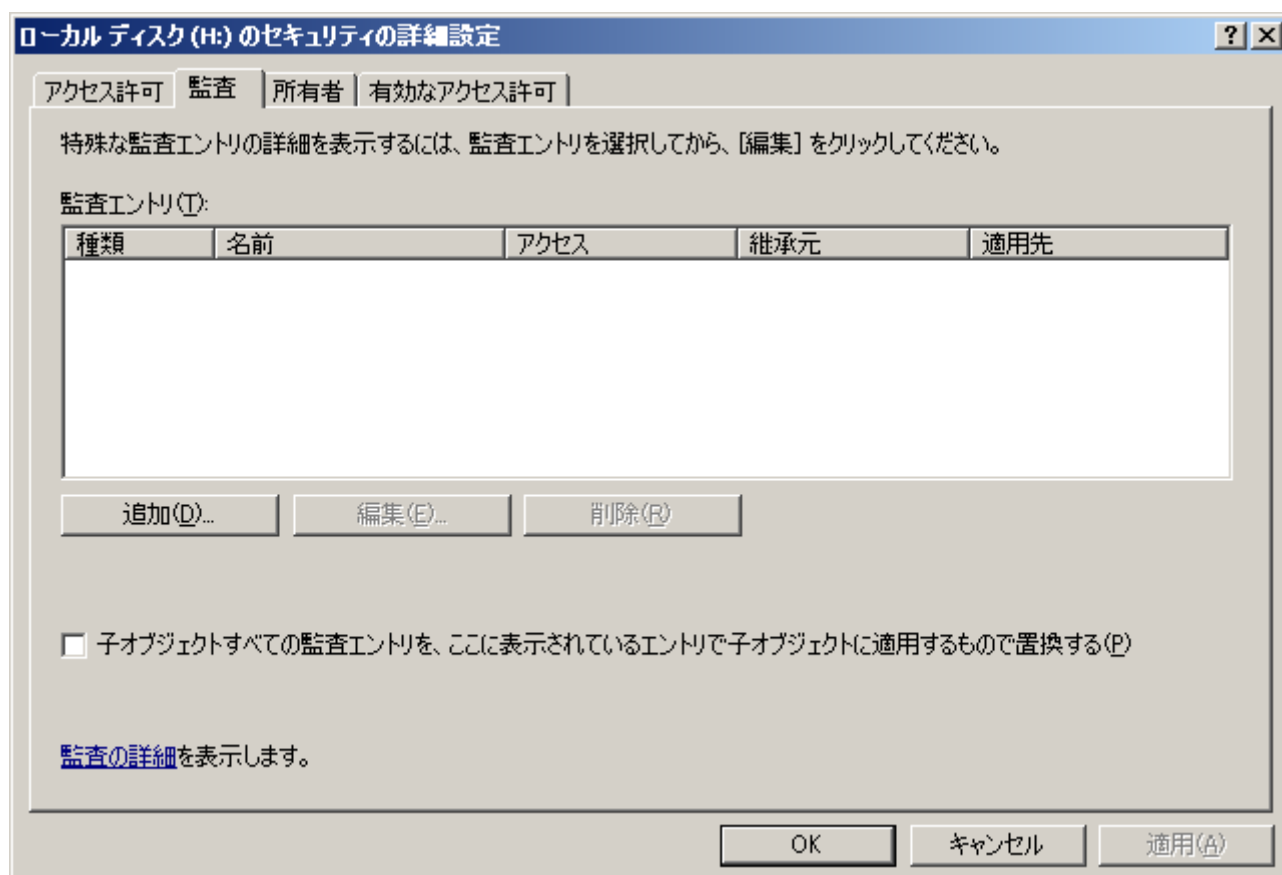 ローカル ディスク (H:) のセキュリティの詳細設定
アクセス許可 監査 所有者 有効なアクセス許可
特殊な監査エントリの詳細を表示するには、監査エントリを選択してから、[編集] をクリックしてください。
監査エントリ(T):
種類 名前 アクセス 継承元 適用先
追加(D)... 編集(E)... 削除(R)
子オブジェクトすべての監査エントリを、ここに表示されているエントリで子オブジェクトに適用するもので置換する(P)
監査の詳細を表示します。
OK キャンセル 適用(A)